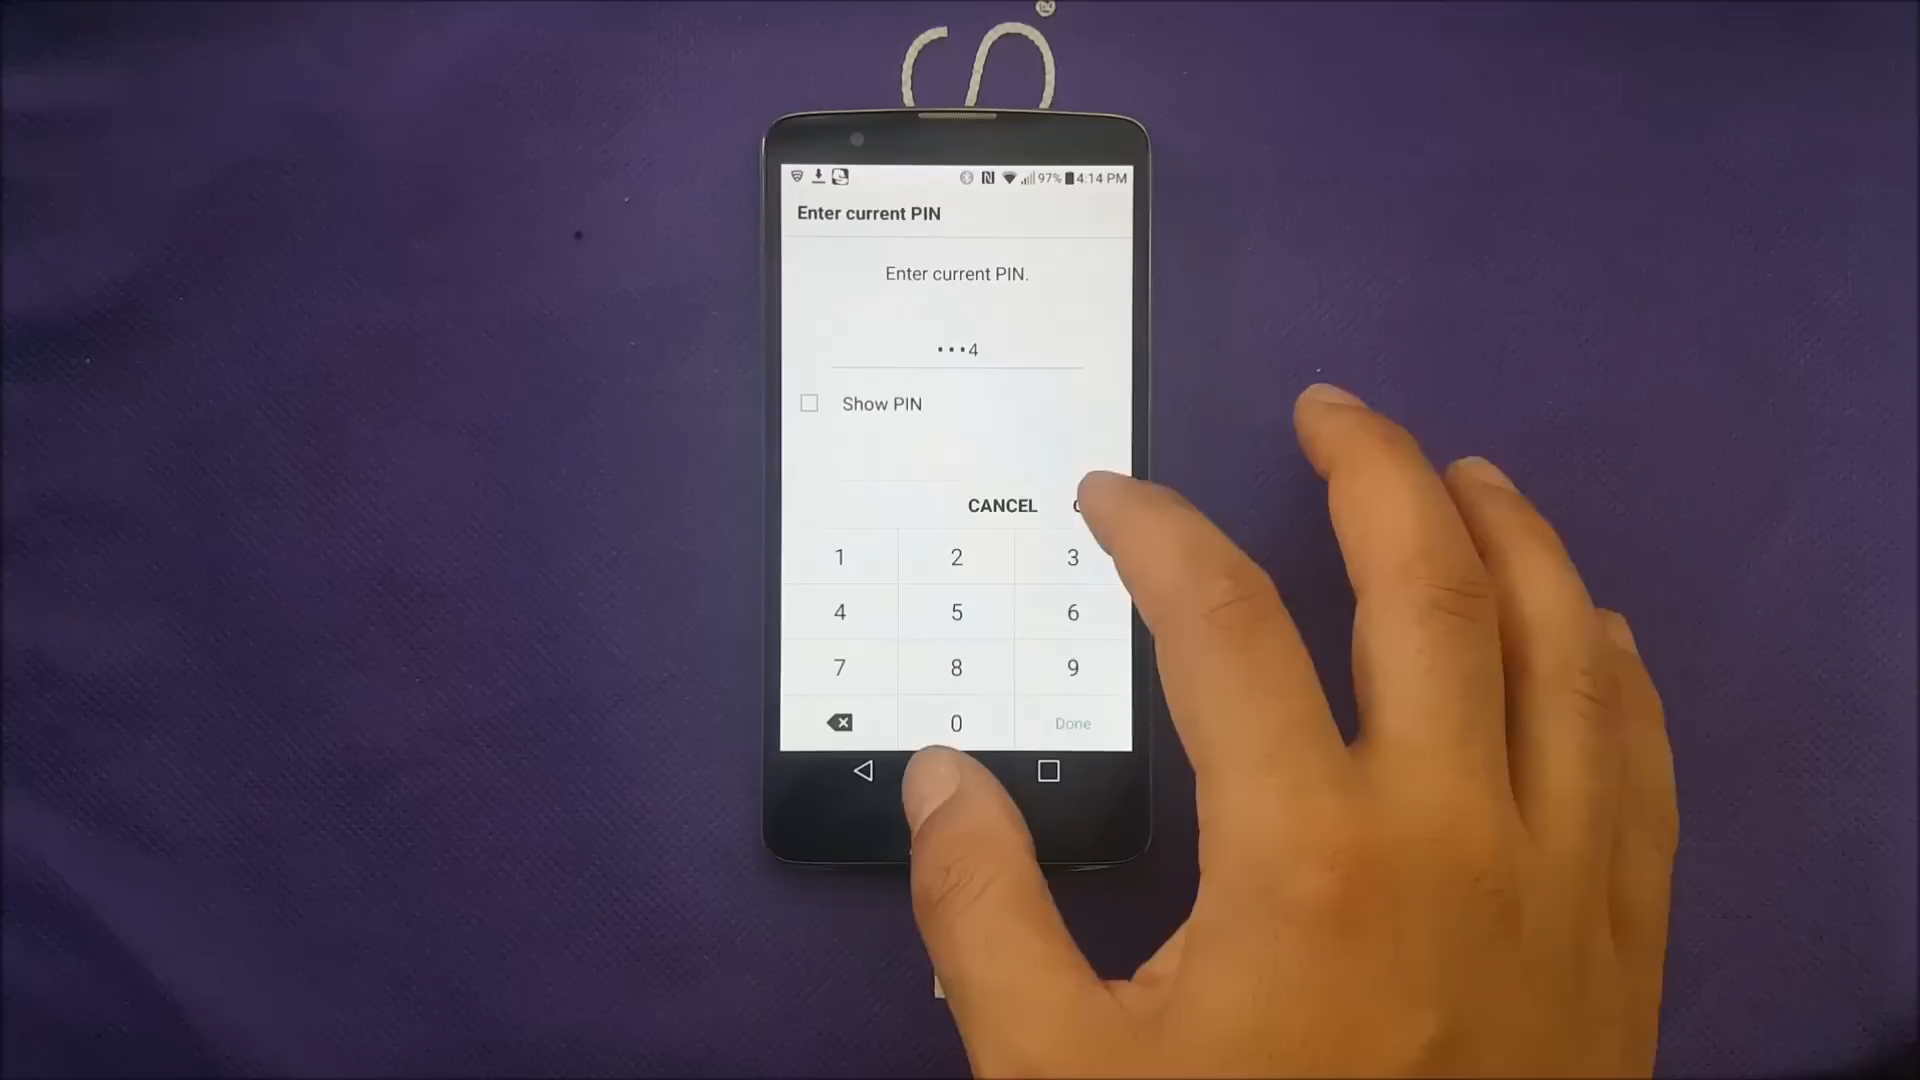 97% 4:14 PM
Enter current PIN
Enter current PIN.
•••4
Show PIN
CANCEL
1 2 3
4 5 6
7 8 9
0 Done